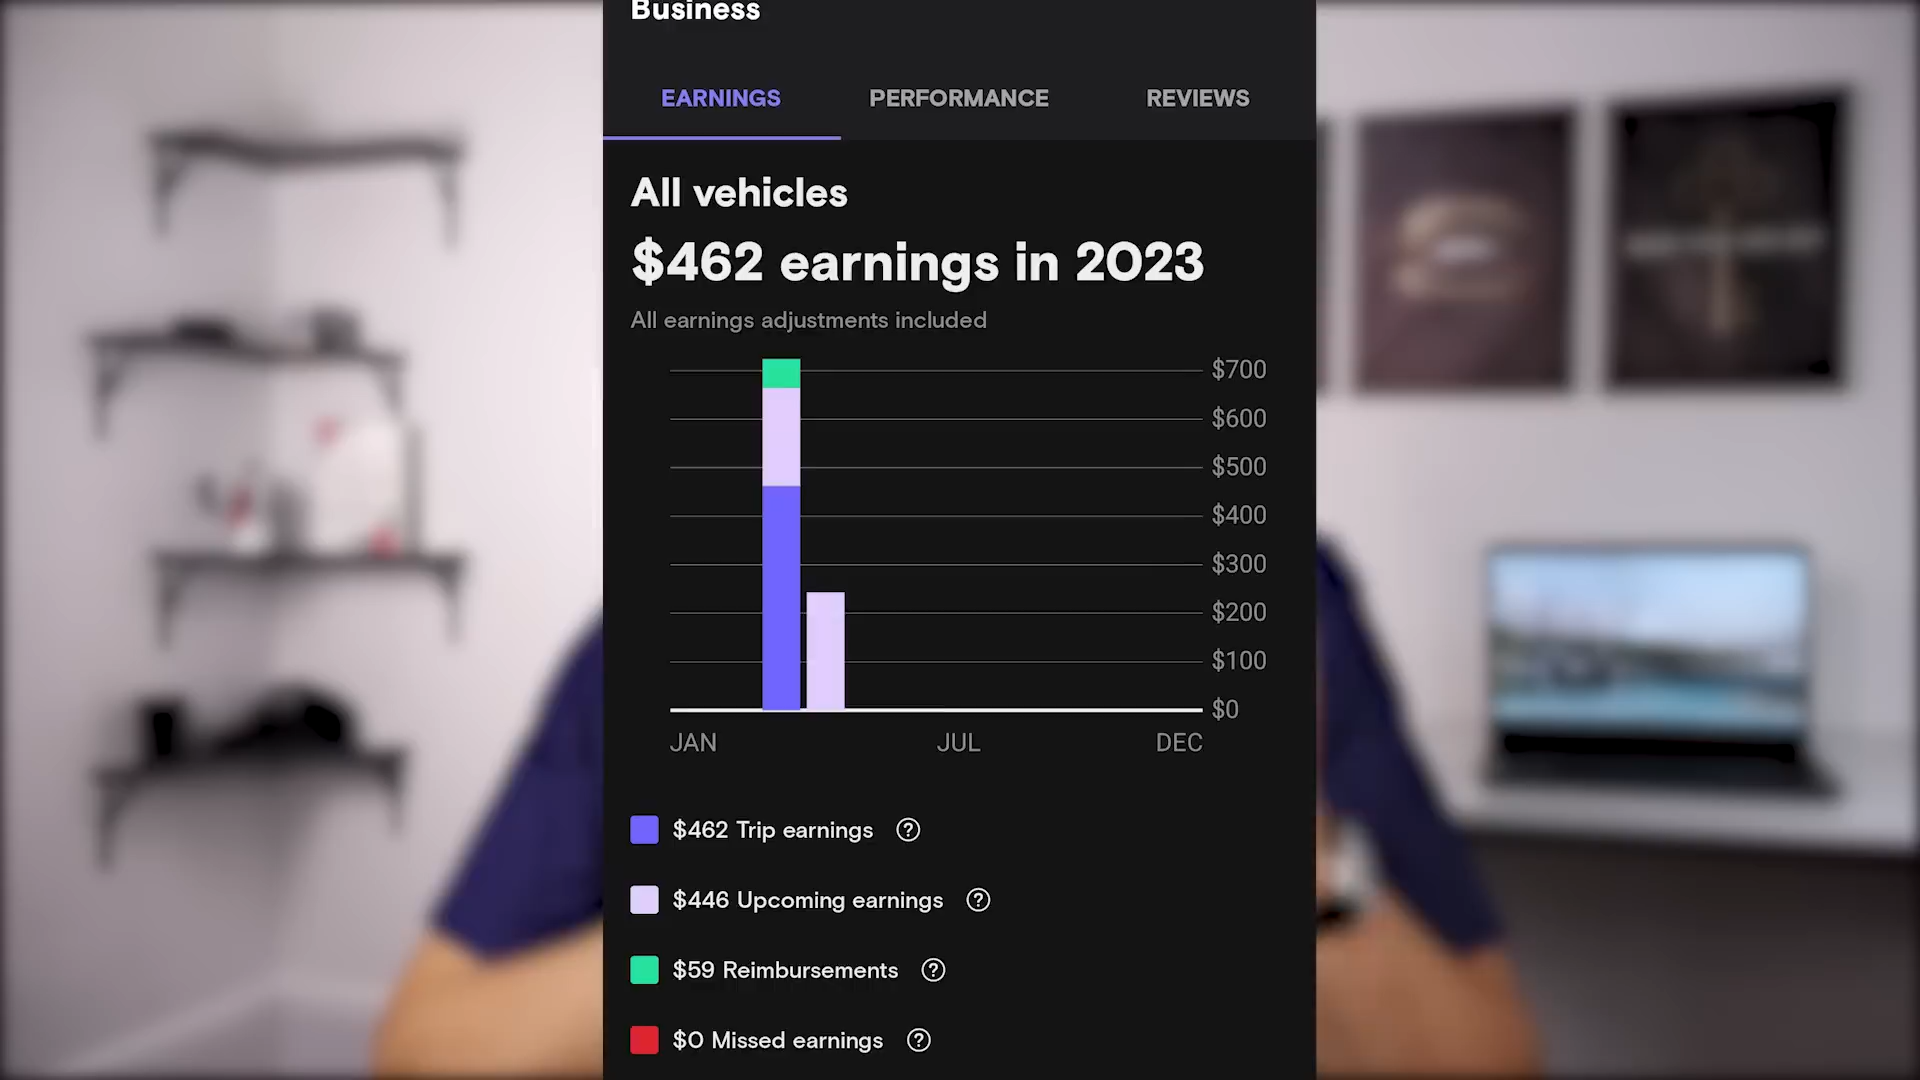 Business
EARNINGS PERFORMANCE REVIEWS
All vehicles
$462 earnings in 2023
All earnings adjustments included
$700
$600
$500
$400
$300
$200
$100
$0
JAN JUL DEC
$462 Trip earnings ?
$446 Upcoming earnings ?
$59 Reimbursements ?
$0 Missed earnings ?